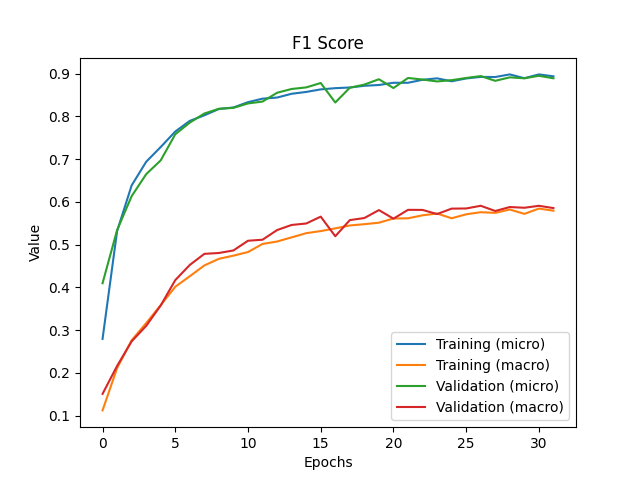 F1 Score
Value
0.9
0.8
0.7
0.6
0.5
0.4
0.3
0.2
0.1
Training (micro)
Training (macro)
Validation (micro)
Validation (macro)
0 5 10 15 20 25 30
Epochs